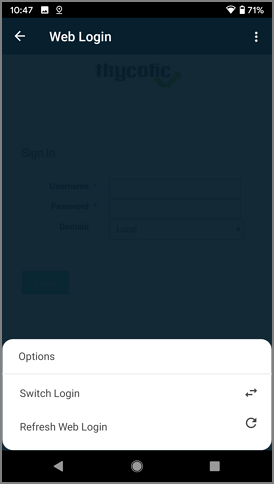 10:47
71%
Web Login
thycotic
Sign In
Username *
Password *
Domain
Local
Options
Switch Login
Refresh Web Login